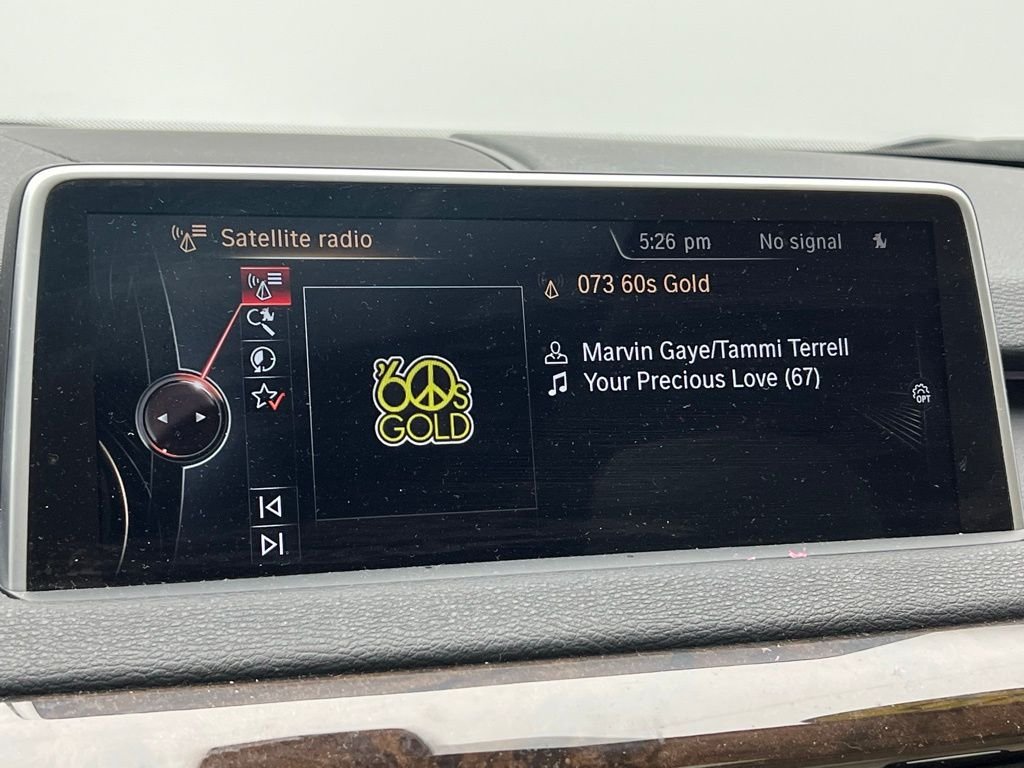 Satellite radio
5:26 pm
No signal
073 60s Gold
Marvin Gaye/Tammi Terrell
Your Precious Love (67)
'60s
GOLD
OPT